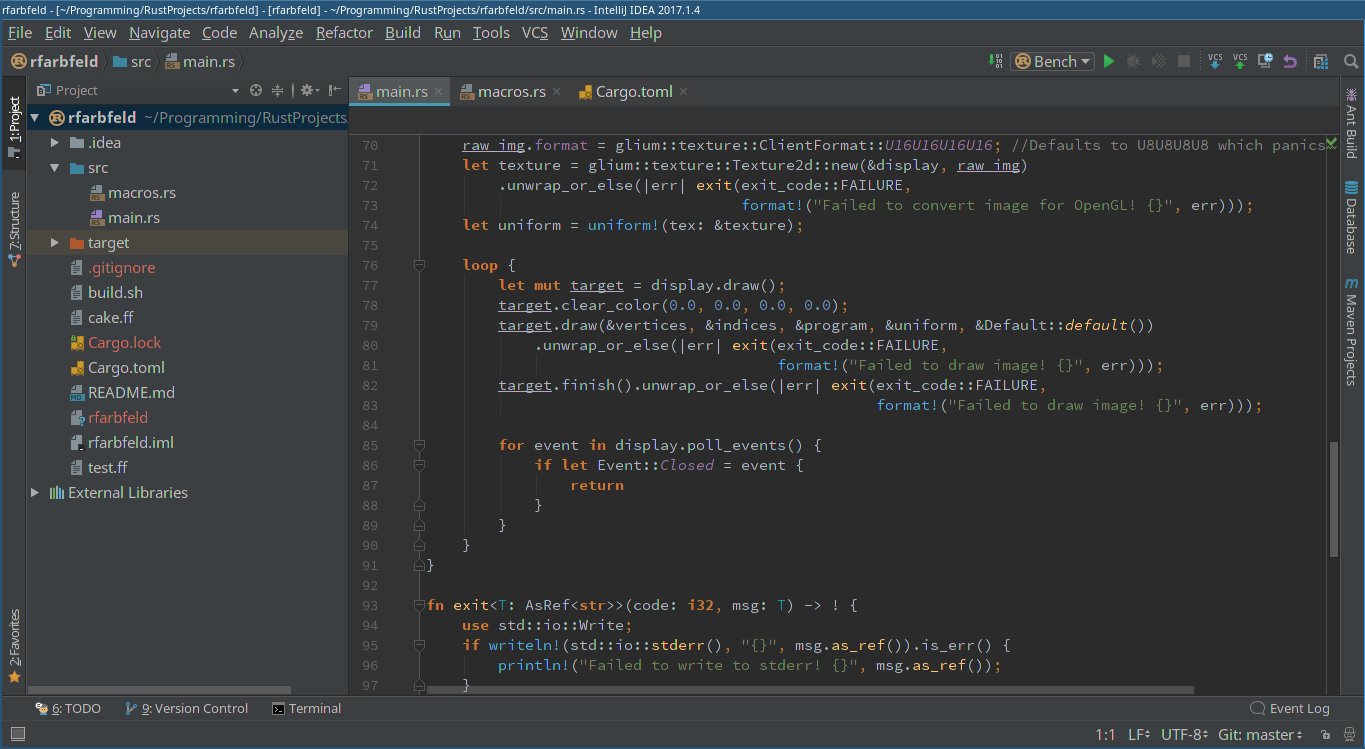 rfarbfeld - [~/Programming/RustProjects/rfarbfeld] - [rfarbfeld] - ~/Programming/RustProjects/rfarbfeld/src/main.rs - IntelliJ IDEA 2017.1.4
File Edit View Navigate Code Analyze Refactor Build Run Tools VCS Window Help
rfarbfeld src main.rs Bench VCS VCS
Project main.rs macros.rs Cargo.toml
1: Project
7: Structure
2: Favorites
rfarbfeld ~/Programming/RustProjects
.idea
src
macros.rs
main.rs
target
.gitignore
build.sh
cake.ff
Cargo.lock
Cargo.toml
README.md
rfarbfeld
rfarbfeld.iml
test.ff
External Libraries
70 raw_img.format = glium::texture::ClientFormat::U16U16U16U16; //Defaults to U8U8U8U8 which panics
71 let texture = glium::texture::Texture2d::new(&display, raw_img)
72 .unwrap_or_else(|err| exit(exit_code::FAILURE,
73 format!("Failed to convert image for OpenGL! {}", err)));
74 let uniform = uniform!(tex: &texture);
75
76 loop {
77 let mut target = display.draw();
78 target.clear_color(0.0, 0.0, 0.0, 0.0);
79 target.draw(&vertices, &indices, &program, &uniform, &Default::default())
80 .unwrap_or_else(|err| exit(exit_code::FAILURE,
81 format!("Failed to draw image! {}", err)));
82 target.finish().unwrap_or_else(|err| exit(exit_code::FAILURE,
83 format!("Failed to draw image! {}", err)));
84
85 for event in display.poll_events() {
86 if let Event::Closed = event {
87 return
88 }
89 }
90 }
91 }
92
93 fn exit<T: AsRef<str>>(code: i32, msg: T) -> ! {
94 use std::io::Write;
95 if writeln!(std::io::stderr(), "{}", msg.as_ref()).is_err() {
96 println!("Failed to write to stderr! {}", msg.as_ref());
97 }
Ant Build
Database
Maven Projects
6: TODO 9: Version Control Terminal Event Log
1:1 LF UTF-8 Git: master